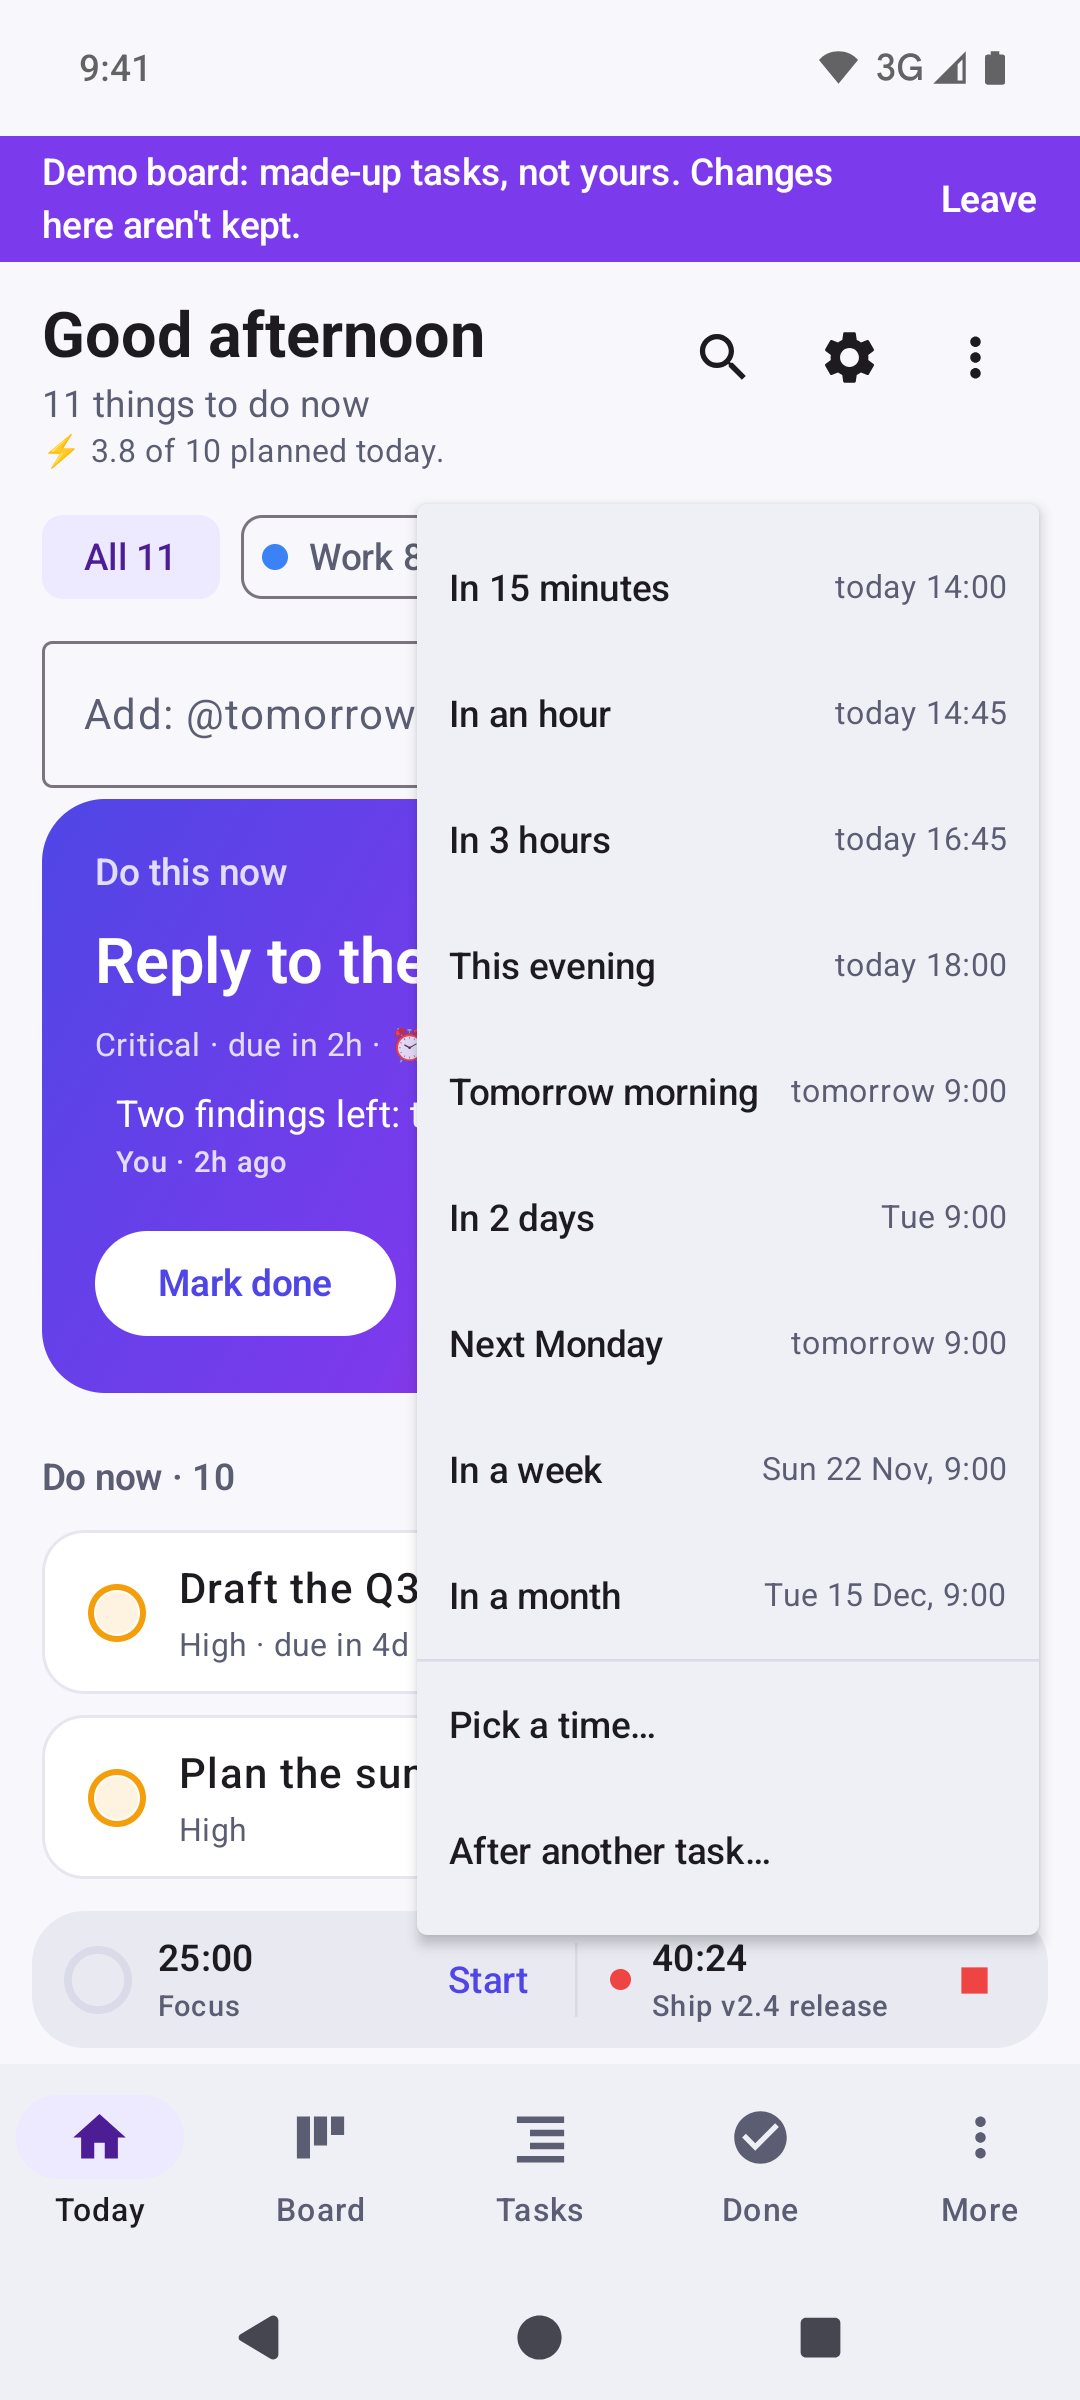 9:41
3G
Demo board: made-up tasks, not yours. Changes
here aren't kept.
Leave
Good afternoon
11 things to do now
⚡ 3.8 of 10 planned today.
All 11
Work 8
Add: @tomorrow
Do this now
Reply to the
Critical · due in 2h · ⏰
Two findings left:
You · 2h ago
Mark done
In 15 minutes today 14:00
In an hour today 14:45
In 3 hours today 16:45
This evening today 18:00
Tomorrow morning tomorrow 9:00
In 2 days Tue 9:00
Next Monday tomorrow 9:00
In a week Sun 22 Nov, 9:00
In a month Tue 15 Dec, 9:00
Pick a time…
After another task…
Do now · 10
Draft the Q3
High · due in 4d
Plan the
High
25:00
Focus
Start
40:24
Ship v2.4 release
Today
Board
Tasks
Done
More